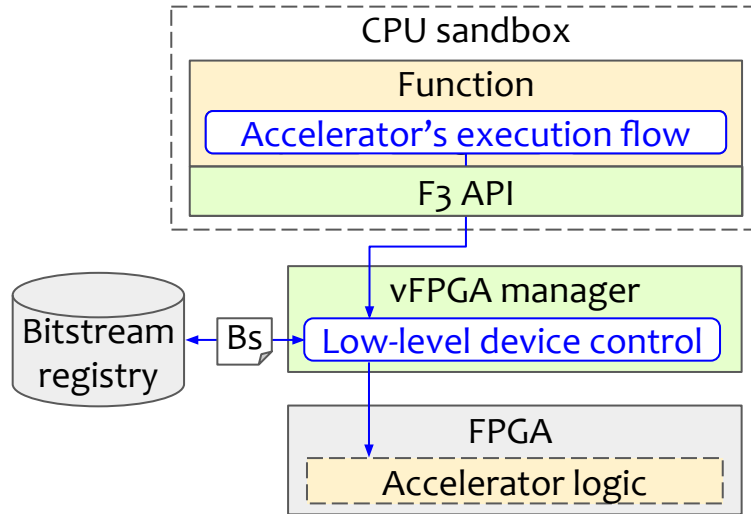 CPU sandbox
Function
Accelerator's execution flow
F3 API
vFPGA manager
Bitstream
registry
Bs
Low-level device control
FPGA
Accelerator logic